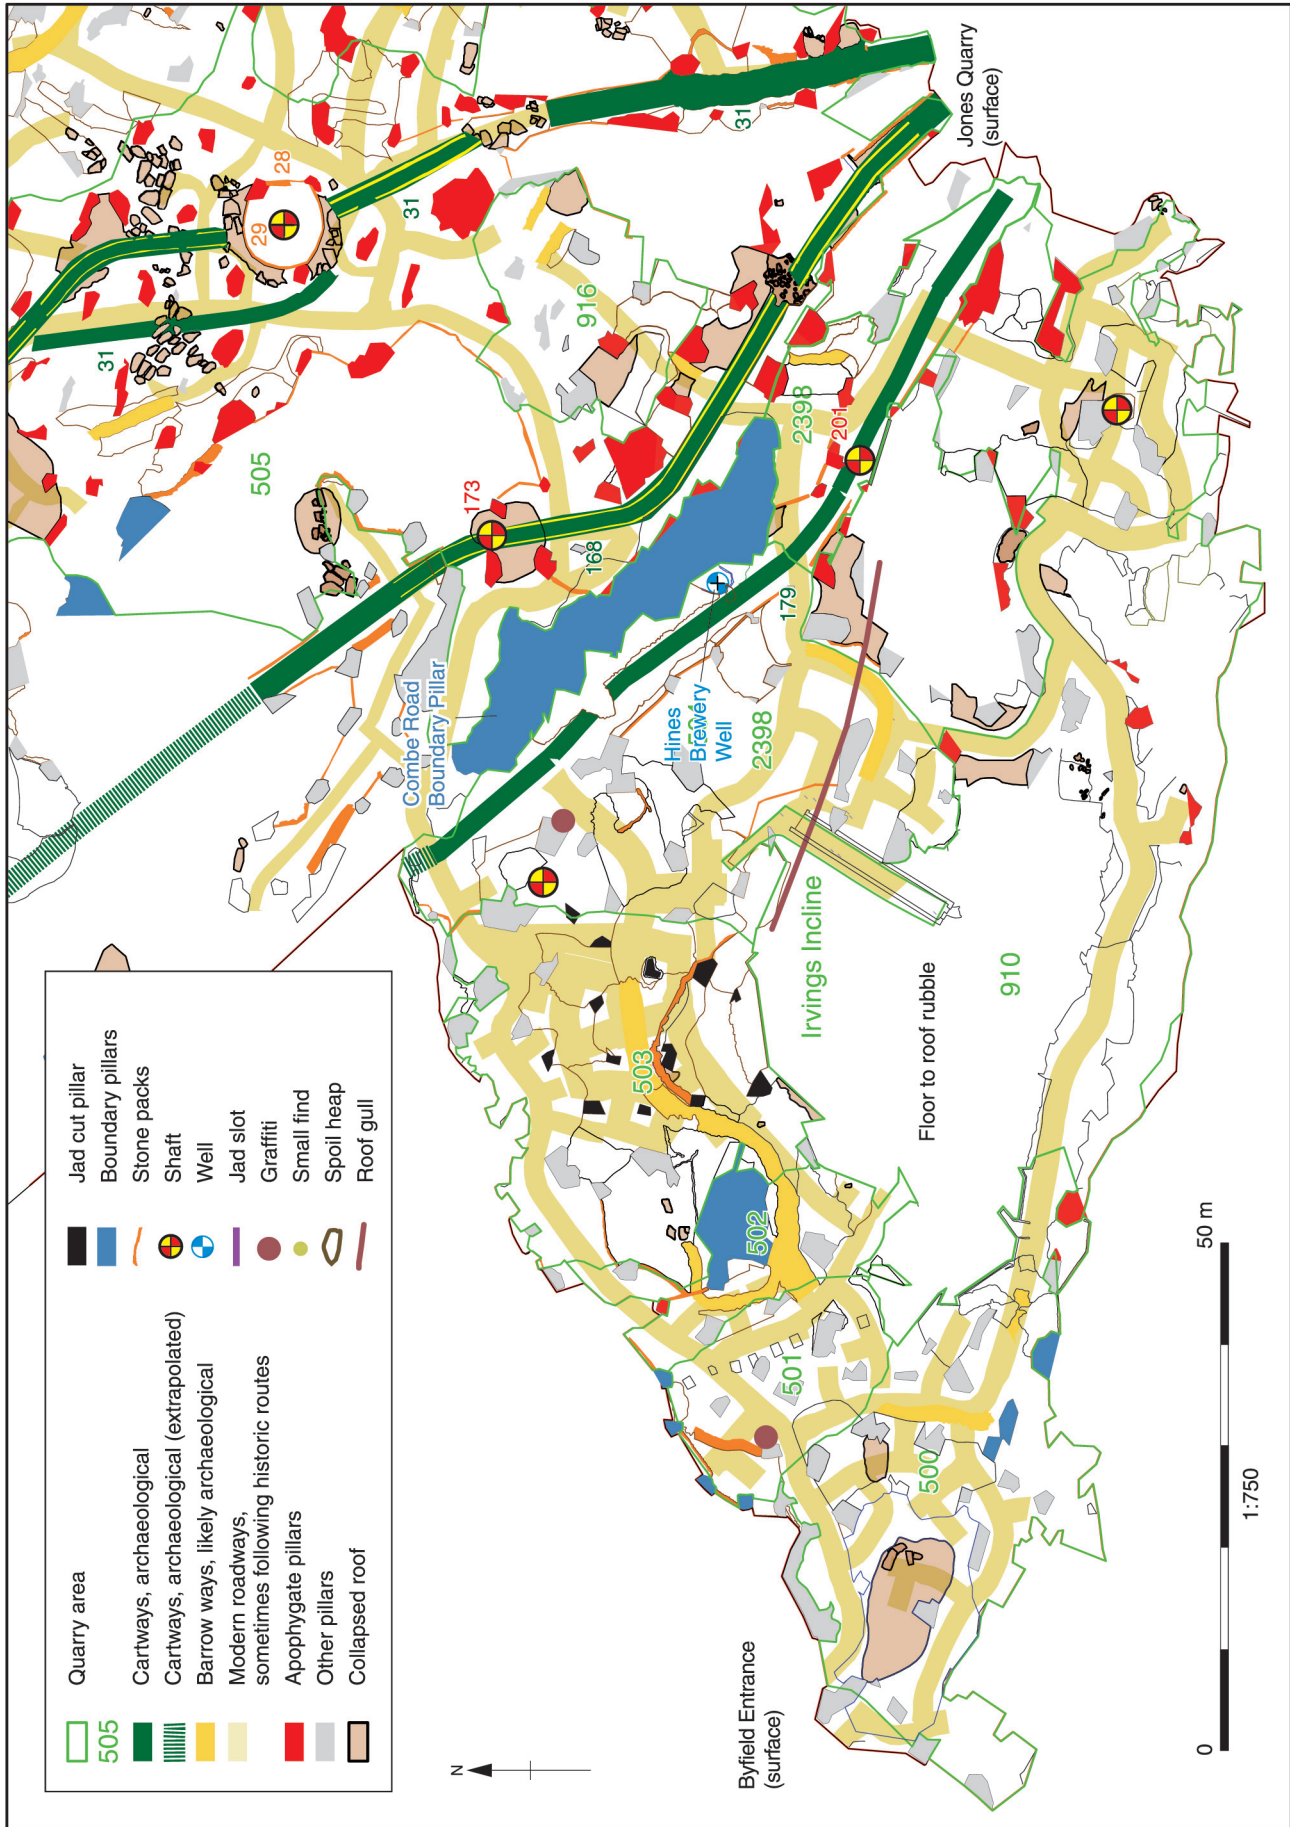 Quarry area
505
Cartways, archaeological
Cartways, archaeological (extrapolated)
Barrow ways, likely archaeological
Modern roadways,
sometimes following historic routes
Apophygate pillars
Other pillars
Collapsed roof
Jad cut pillar
Boundary pillars
Stone packs
Shaft
Well
Jad slot
Graffiti
Small find
Spoil heap
Roof gull
N
Byfield Entrance
(surface)
0
50 m
1:750
500
501
502
503
Floor to roof rubble
910
Irvings Incline
Combe Road
Boundary Pillar
Hines
Brewery
Well
2398
179
168
173
505
31
29
28
31
916
2398
201
31
Jones Quarry
(surface)